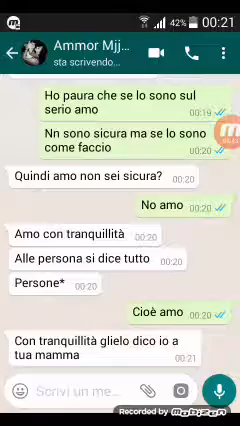 42% 00:21
Ammor Mjj...
sta scrivendo...
Ho paura che se lo sono sul
serio amo
00:19
Nn sono sicura ma se lo sono
come faccio
00:20
Quindi amo non sei sicura? 00:20
No amo 00:20
Amo con tranquillità 00:20
Alle persona si dice tutto 00:20
Persone* 00:20
Cioè amo 00:20
Con tranquillità glielo dico io a
tua mamma
00:21
Scrivi un me...
Recorded by mobizen